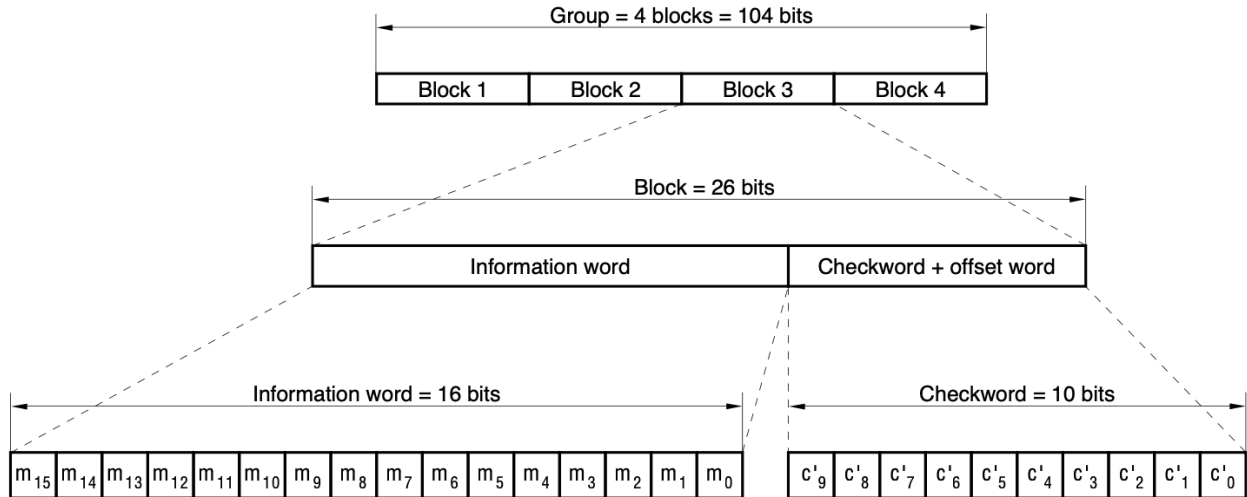 Group = 4 blocks = 104 bits
Block 1 Block 2 Block 3 Block 4
Block = 26 bits
Information word Checkword + offset word
Information word = 16 bits Checkword = 10 bits
m₁₅ m₁₄ m₁₃ m₁₂ m₁₁ m₁₀ m₉ m₈ m₇ m₆ m₅ m₄ m₃ m₂ m₁ m₀ c'₉ c'₈ c'₇ c'₆ c'₅ c'₄ c'₃ c'₂ c'₁ c'₀